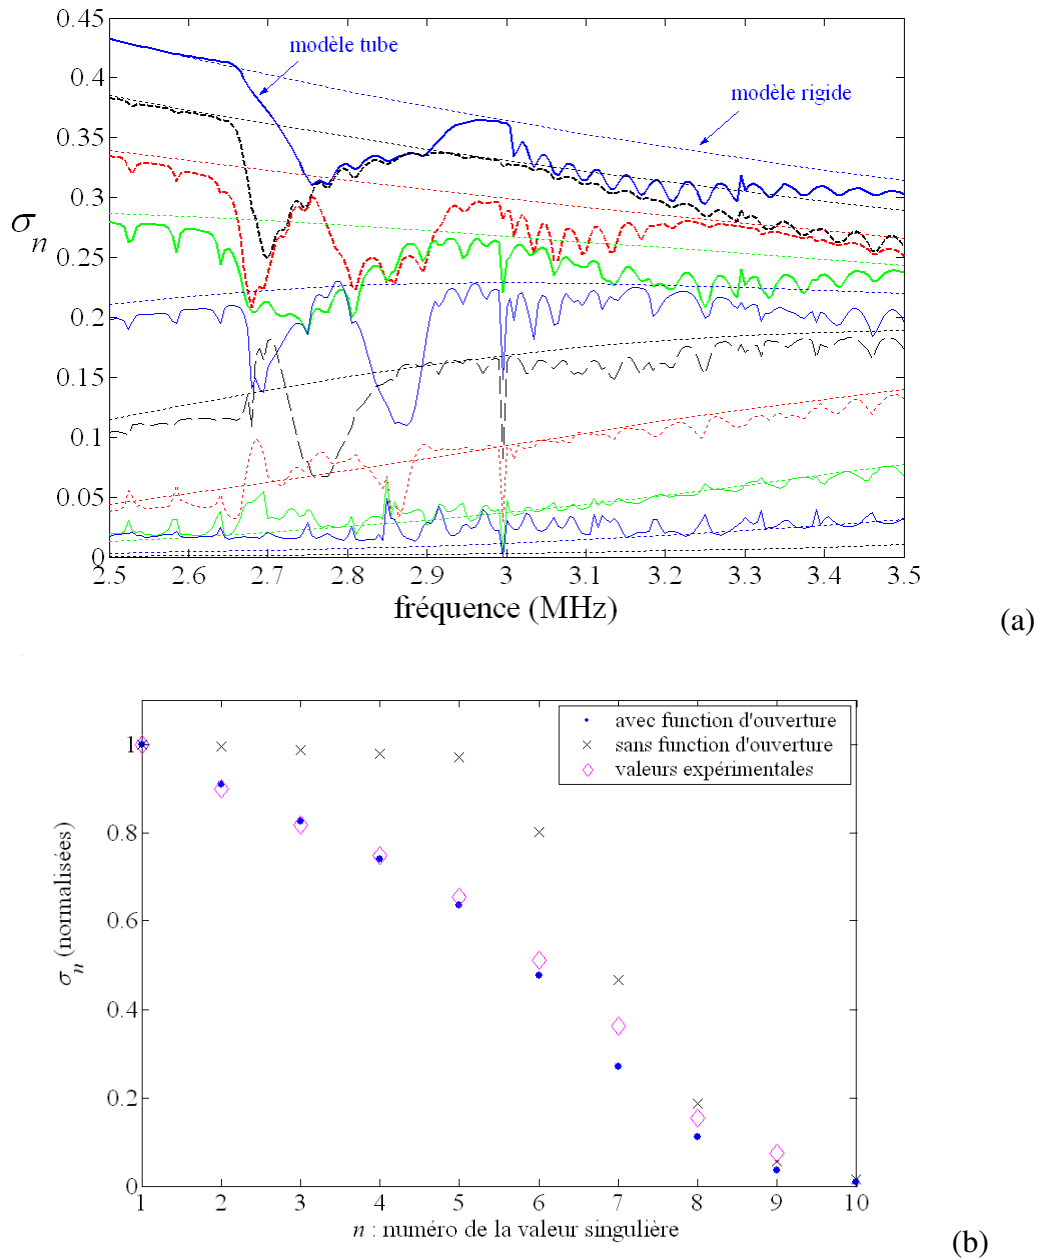 0.45
0.4
0.35
0.3
0.25
0.2
0.15
0.1
0.05
0
σn
modèle tube
modèle rigide
2.5 2.6 2.7 2.8 2.9 3 3.1 3.2 3.3 3.4 3.5
fréquence (MHz)
(a)
1
0.8
0.6
0.4
0.2
0
σn (normalisées)
avec function d'ouverture
sans function d'ouverture
valeurs expérimentales
1 2 3 4 5 6 7 8 9 10
n : numéro de la valeur singulière
(b)